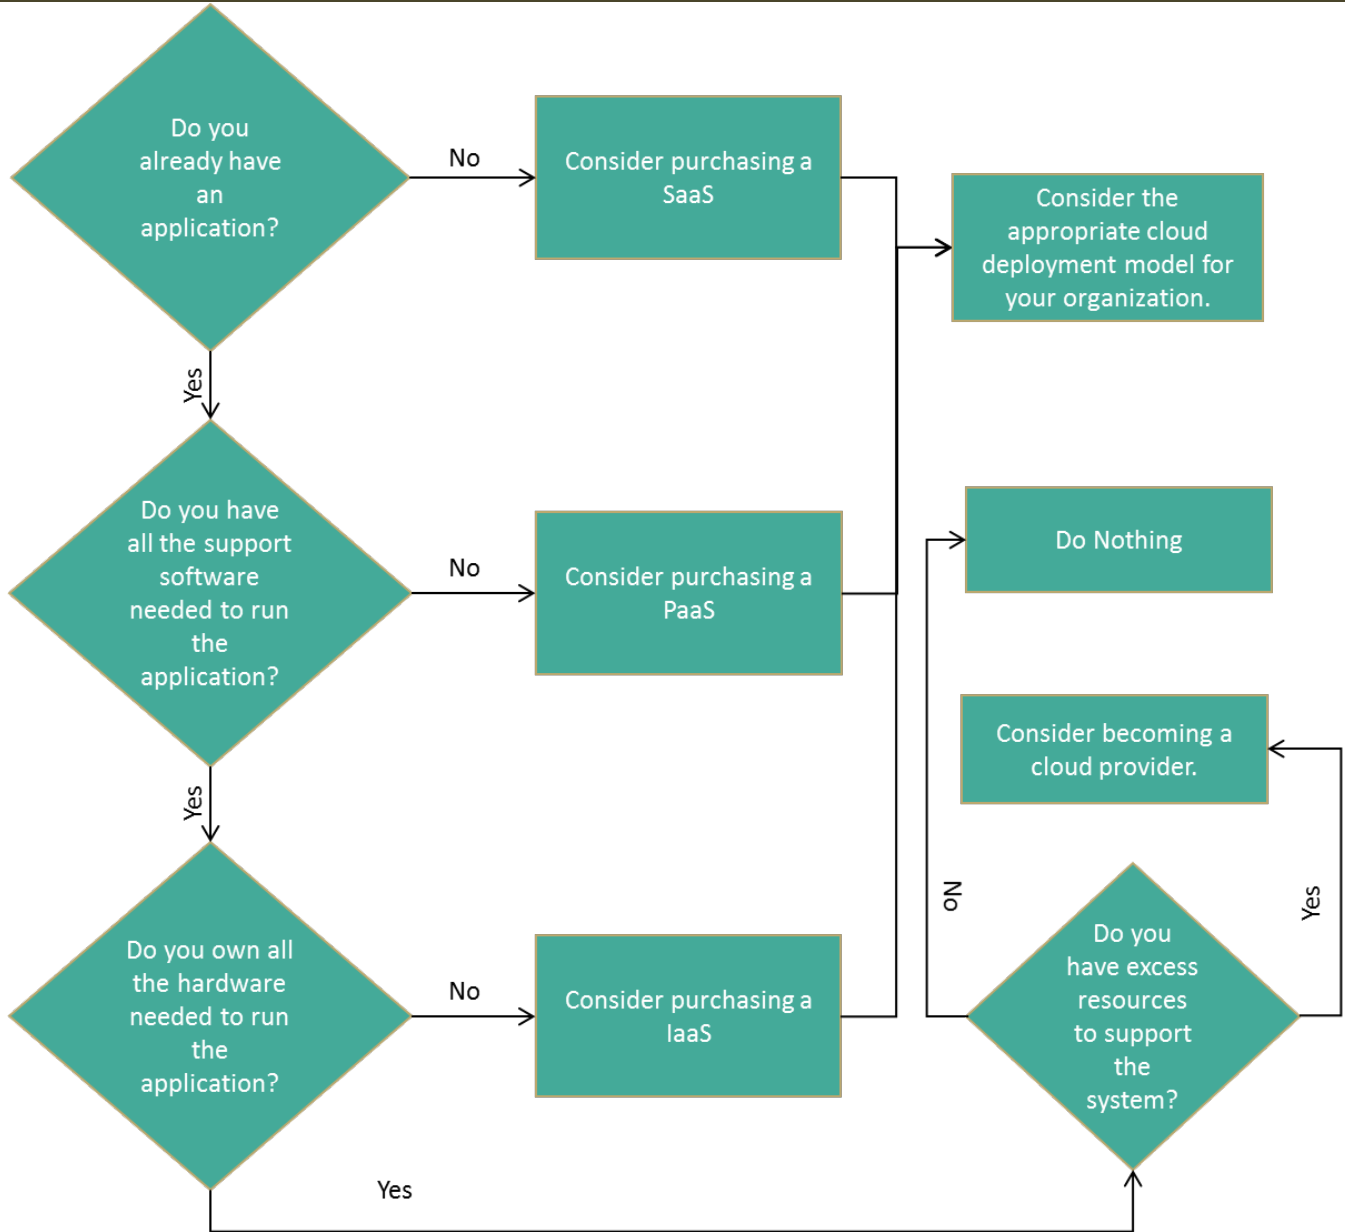 Do you
already have
an
application?
No
Consider purchasing a
SaaS
Consider the
appropriate cloud
deployment model for
your organization.
Yes
Do you have
all the support
software
needed to run
the
application?
No
Consider purchasing a
PaaS
Do Nothing
Consider becoming a
cloud provider.
Yes
Do you own all
the hardware
needed to run
the
application?
No
Consider purchasing a
IaaS
No
Do you
have excess
resources
to support
the
system?
Yes
Yes